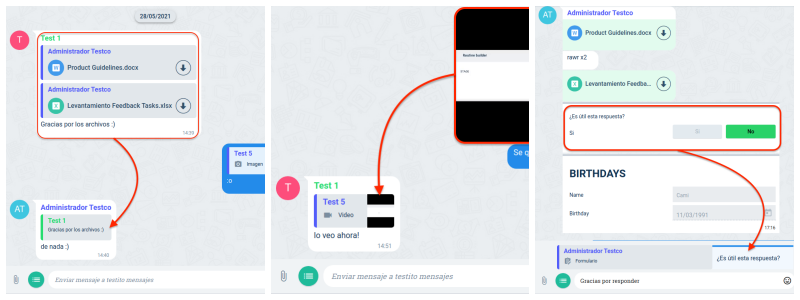 28/05/2021
T
Test 1
Administrador Testco
Product Guidelines.docx
Administrador Testco
Levantamiento Feedback Tasks.xlsx
Gracias por los archivos :)
14:39
Test 5
Imagen
:o
AT
Administrador Testco
Test 1
Gracias por los archivos :)
de nada :)
14:40
Enviar mensaje a testito mensajes
Routine builder
Se q
T
Test 1
Test 5
Video
lo veo ahora!
14:51
Enviar mensaje a testito mensajes
AT
Administrador Testco
Product Guidelines.docx
rawr x2
Levantamiento Feedba...
¿Es útil esta respuesta?
Si
Si
No
BIRTHDAYS
Name
Canc
Birthday
11/03/1991
17:16
Administrador Testco
Formulario
¿Es útil esta respuesta?
Gracias por responder